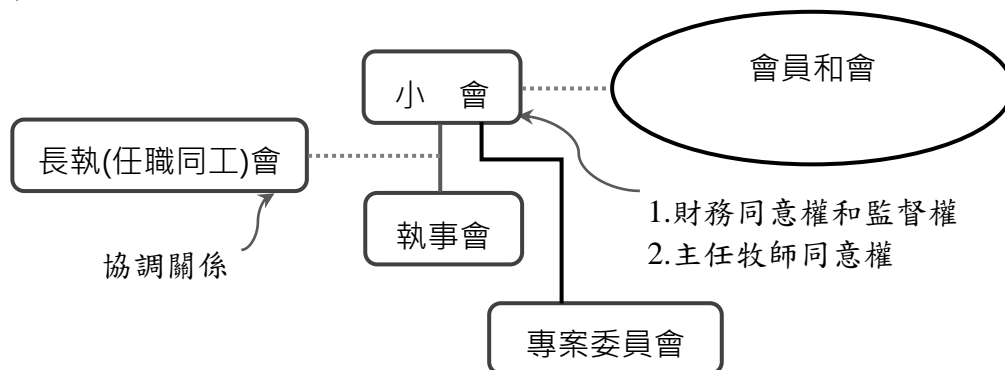 會員和會
小 會
長執(任職同工)會
1.財務同意權和監督權
執事會
2.主任牧師同意權
協調關係
專案委員會